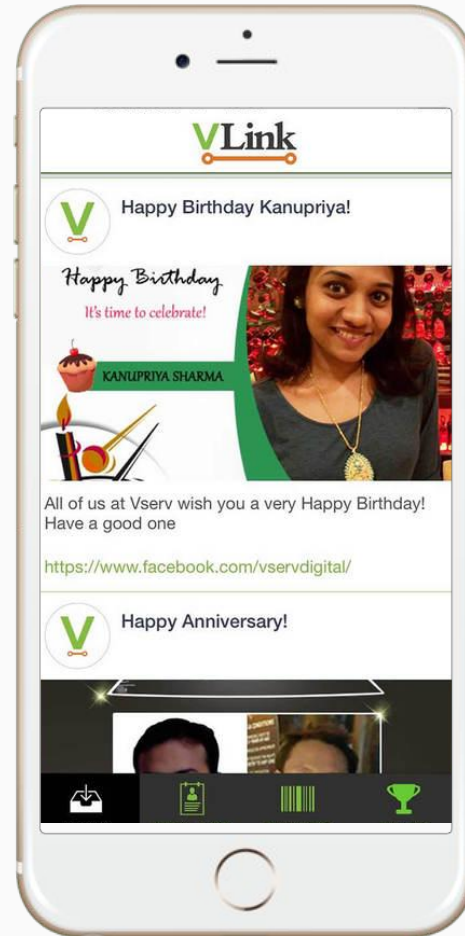 VLink
V
Happy Birthday Kanupriya!
Happy Birthday
It's time to celebrate!
KANUPRIYA SHARMA
All of us at Vserv wish you a very Happy Birthday!
Have a good one
https://www.facebook.com/vservdigital/
V
Happy Anniversary!